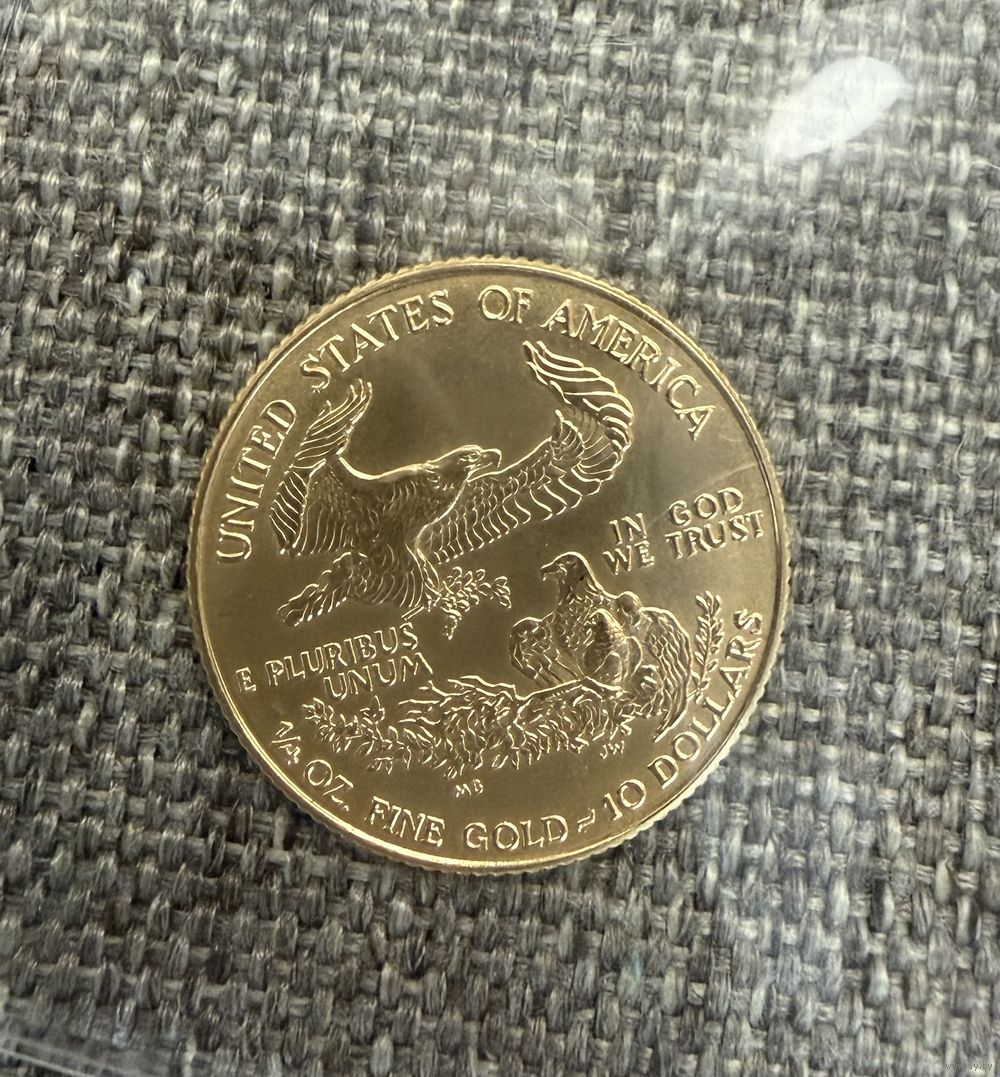 UNITED STATES OF AMERICA
IN GOD
WE TRUST
E PLURIBUS
UNUM
MB
JW
1/4 OZ. FINE GOLD ~ 10 DOLLARS